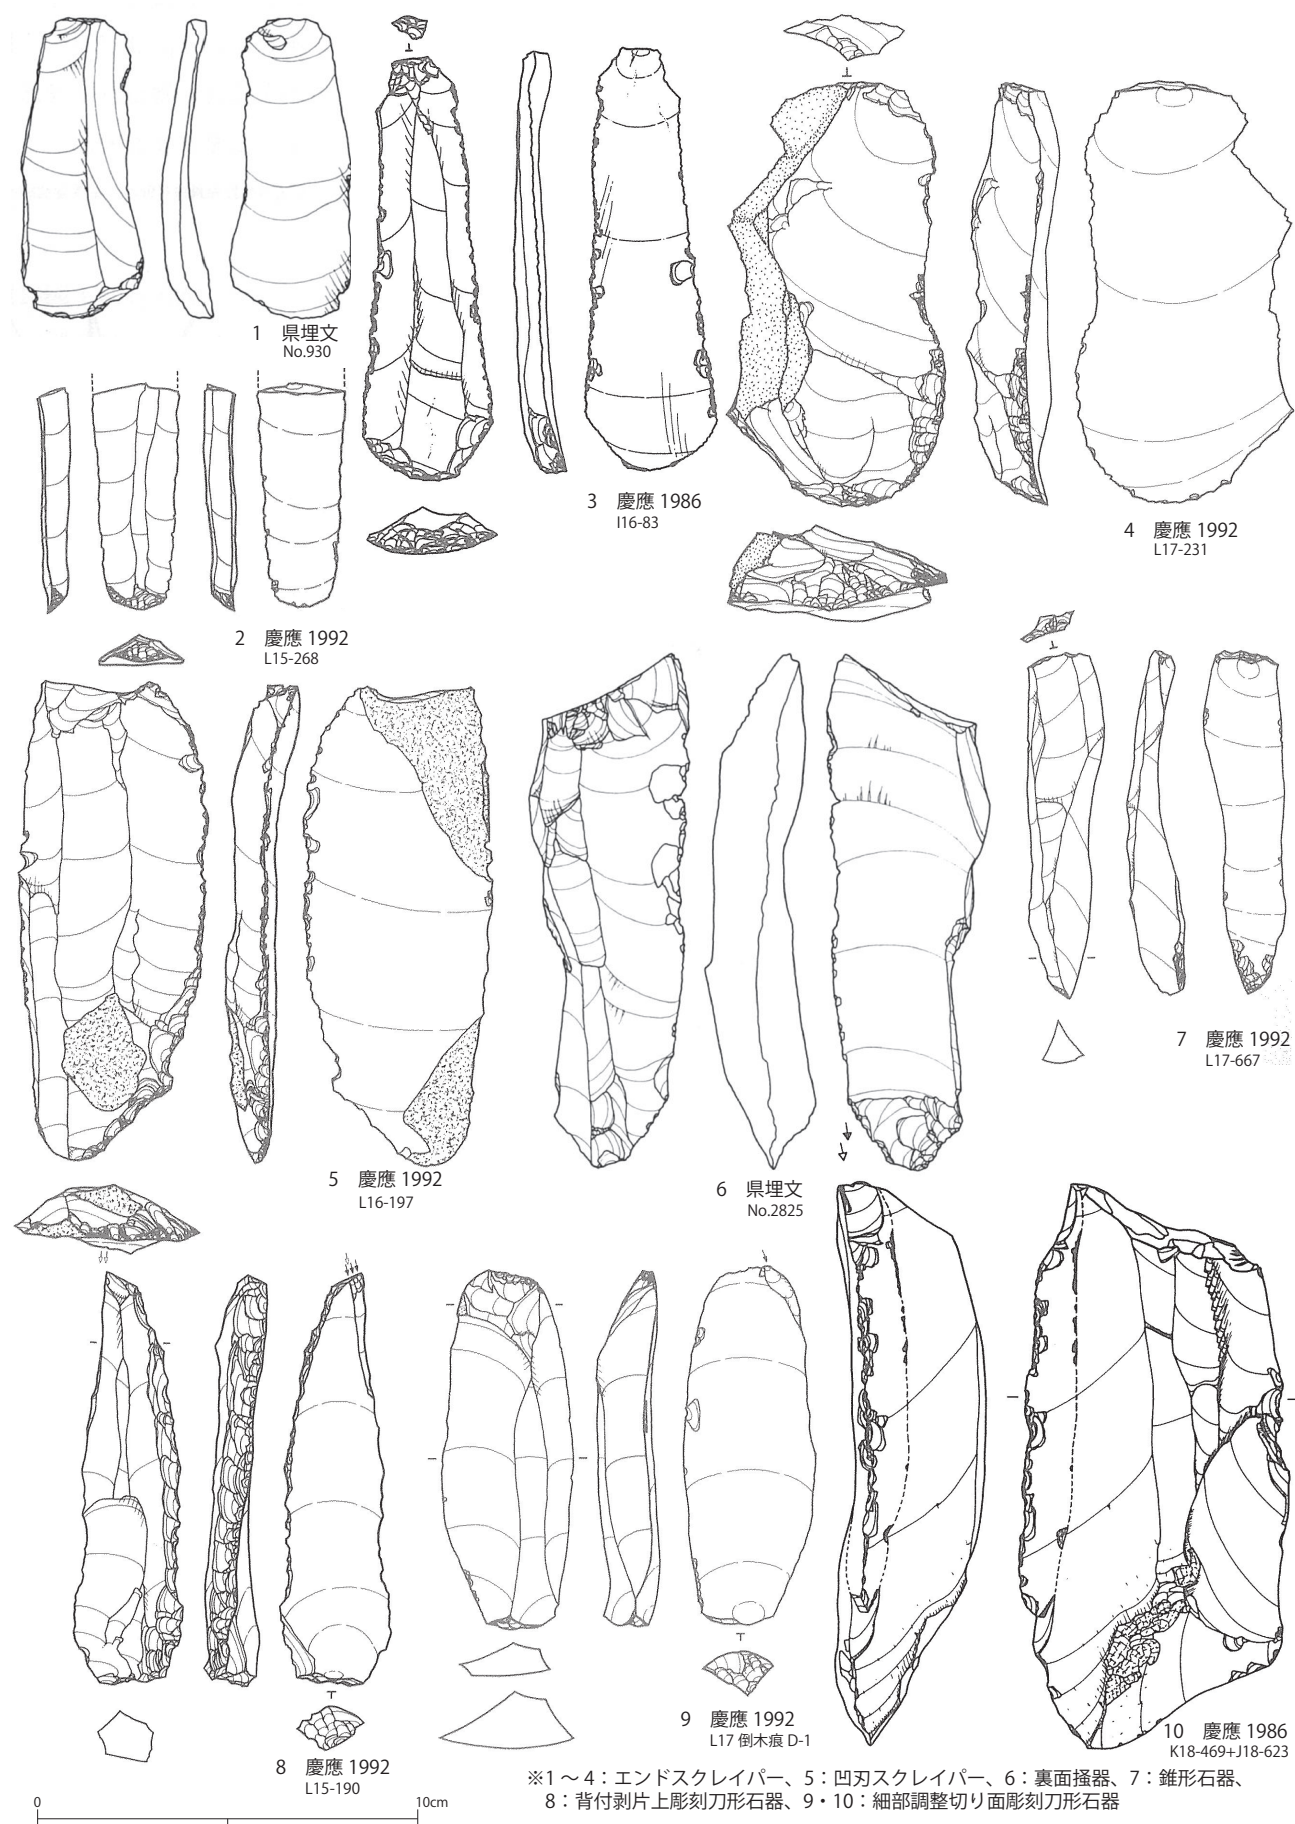 1 県埋文
No.930
2 慶應 1992
L15-268
3 慶應 1986
I16-83
4 慶應 1992
L17-231
5 慶應 1992
L16-197
6 県埋文
No.2825
7 慶應 1992
L17-667
8 慶應 1992
L15-190
9 慶應 1992
L17 倒木痕 D-1
10 慶應 1986
K18-469+J18-623
※1～4：エンドスクレイパー、5：凹刃スクレイパー、6：裏面掻器、7：錐形石器、
8：背付剥片上彫刻刀形石器、9・10：細部調整切り面彫刻刀形石器
0 10cm